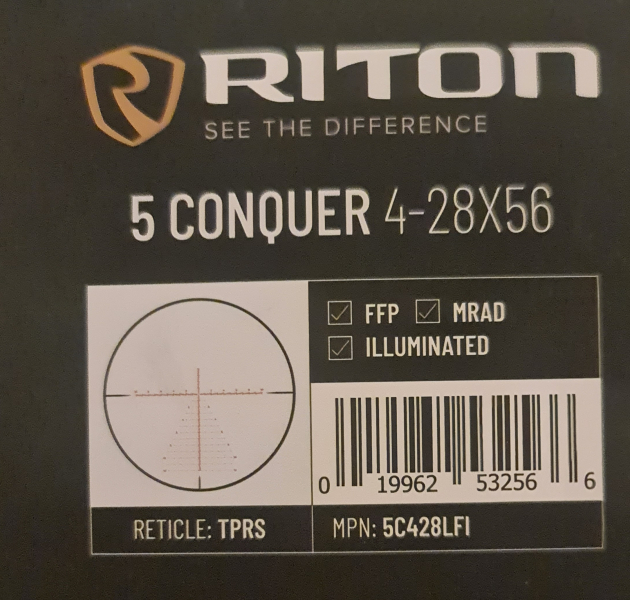 RITON
SEE THE DIFFERENCE
5 CONQUER 4-28X56
FFP MRAD
ILLUMINATED
0 19962 53256 6
RETICLE: TPRS
MPN: 5C428LFI